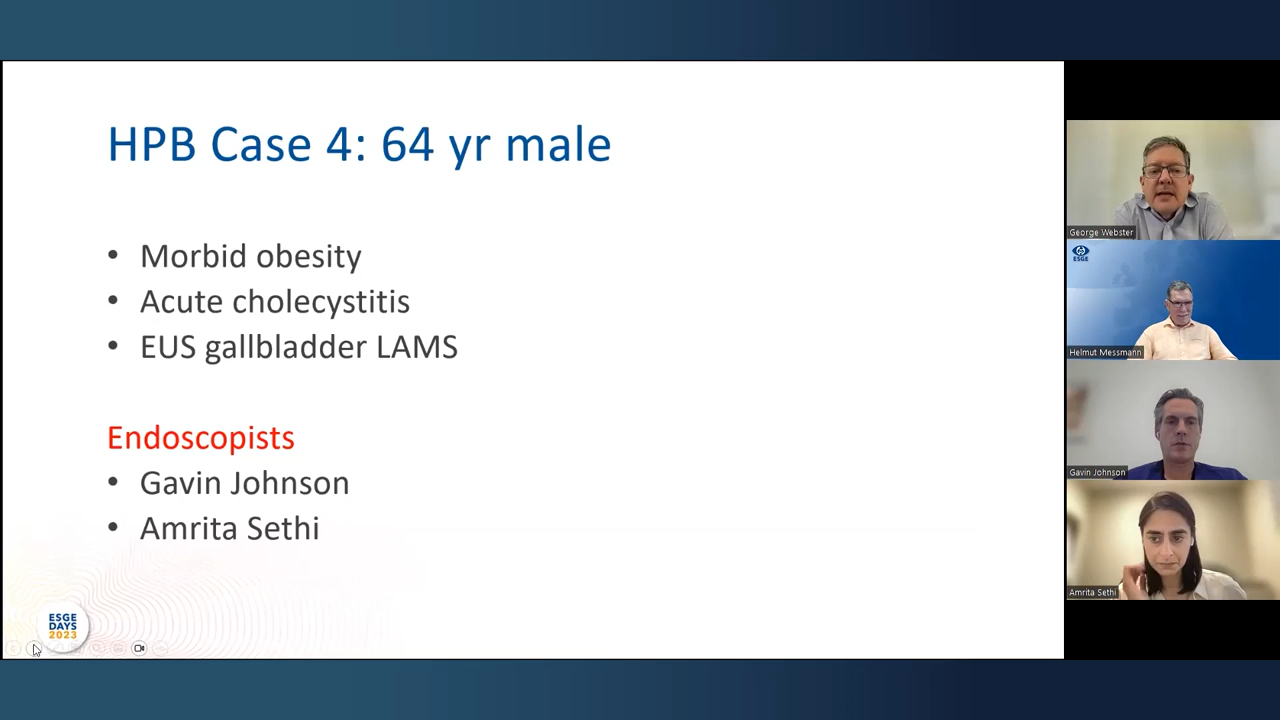 HPB Case 4: 64 yr male
• Morbid obesity
• Acute cholecystitis
• EUS gallbladder LAMS
Endoscopists
• Gavin Johnson
• Amrita Sethi
ESGE
DAYS
2023
George Webster
ESGE
Helmut Messmann
Gavin Johnson
Amrita Sethi